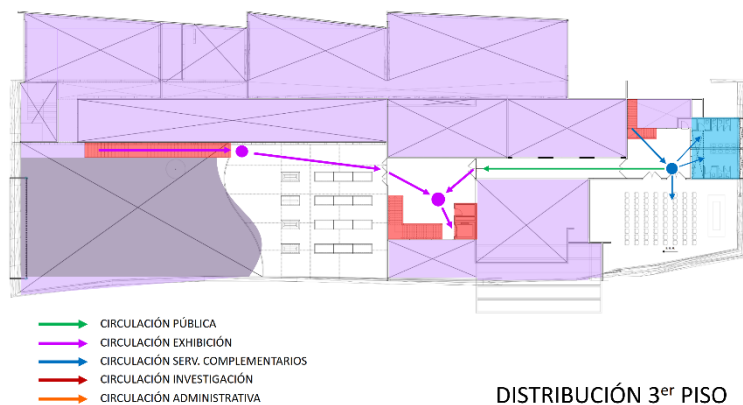 CIRCULACIÓN PÚBLICA
CIRCULACIÓN EXHIBICIÓN
CIRCULACIÓN SERV. COMPLEMENTARIOS
CIRCULACIÓN INVESTIGACIÓN
CIRCULACIÓN ADMINISTRATIVA
DISTRIBUCIÓN 3er PISO